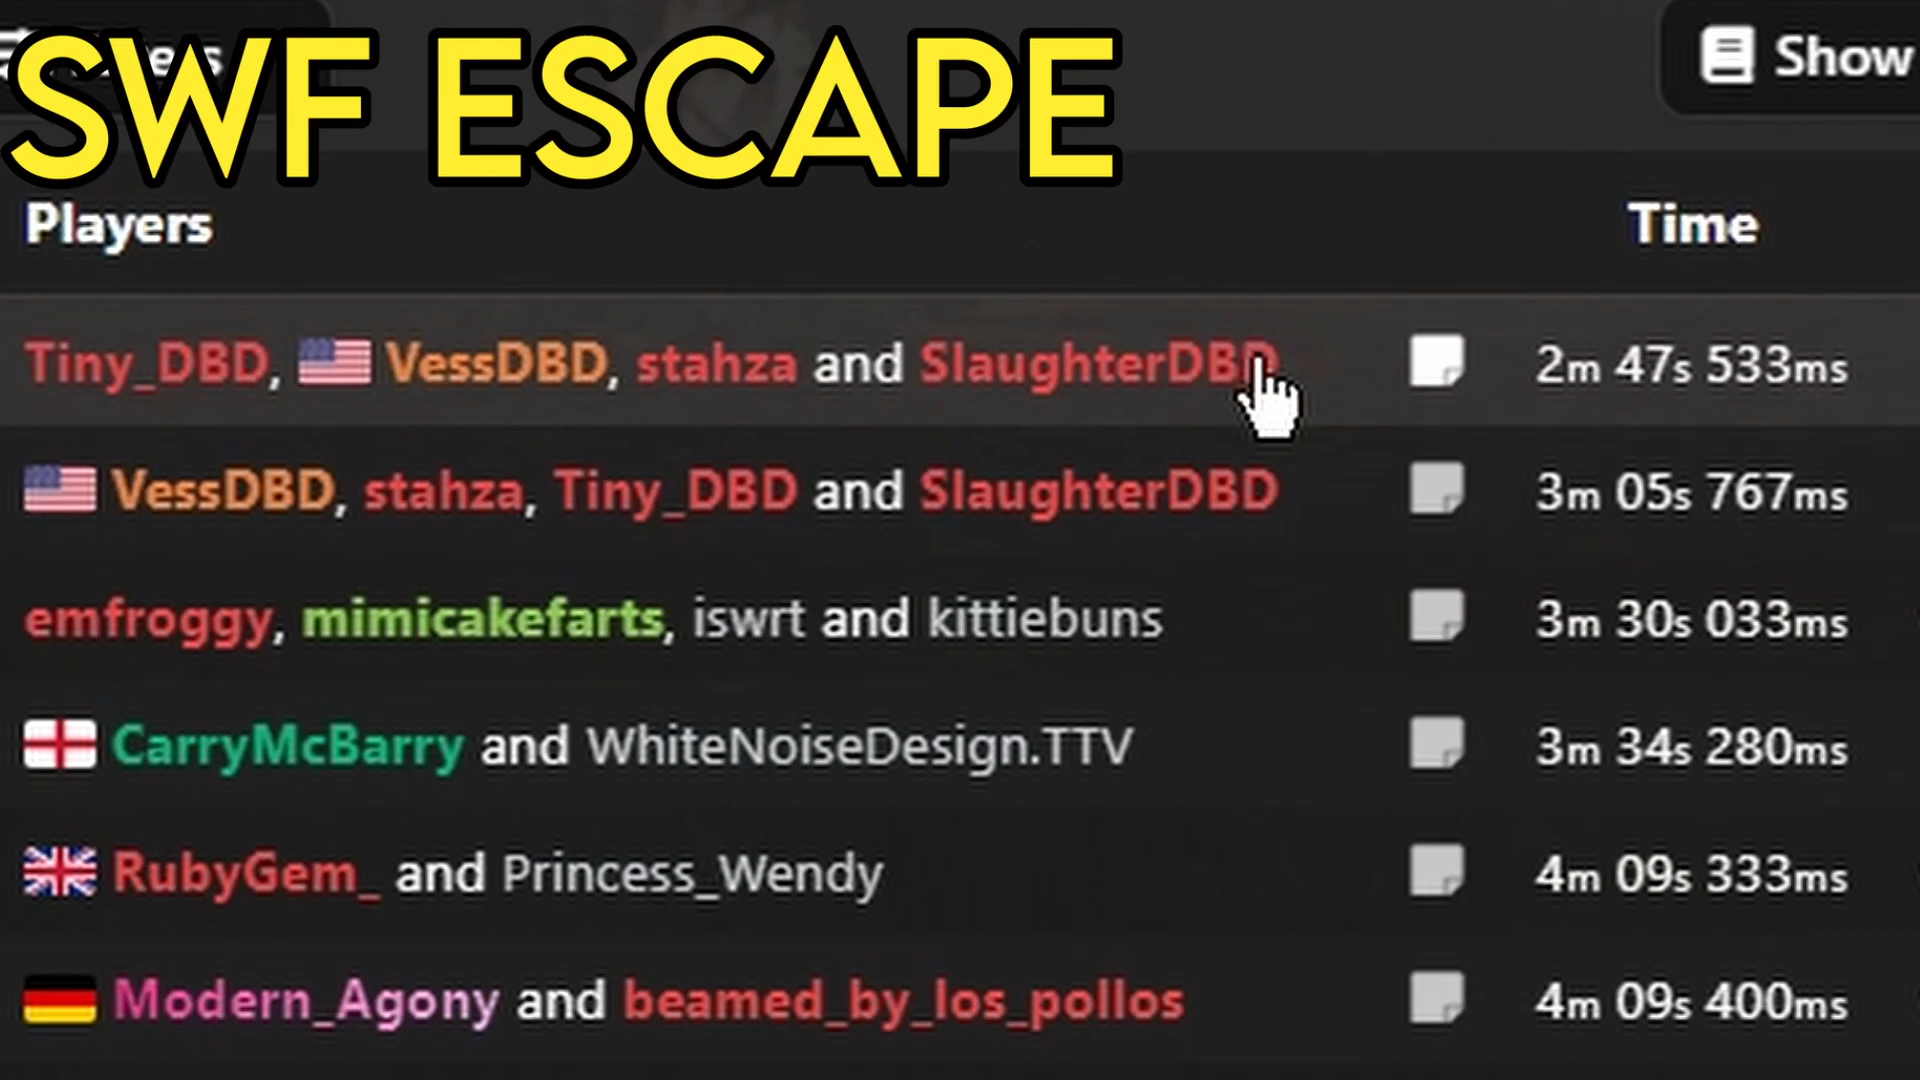 SWF ESCAPE
Show
Players Time
Tiny_DBD, VessDBD, stahza and SlaughterDBD 2m 47s 533ms
VessDBD, stahza, Tiny_DBD and SlaughterDBD 3m 05s 767ms
emfroggy, mimicakefarts, iswrt and kittiebuns 3m 30s 033ms
CarryMcBarry and WhiteNoiseDesign.TTV 3m 34s 280ms
RubyGem_ and Princess_Wendy 4m 09s 333ms
Modern_Agony and beamed_by_los_pollos 4m 09s 400ms